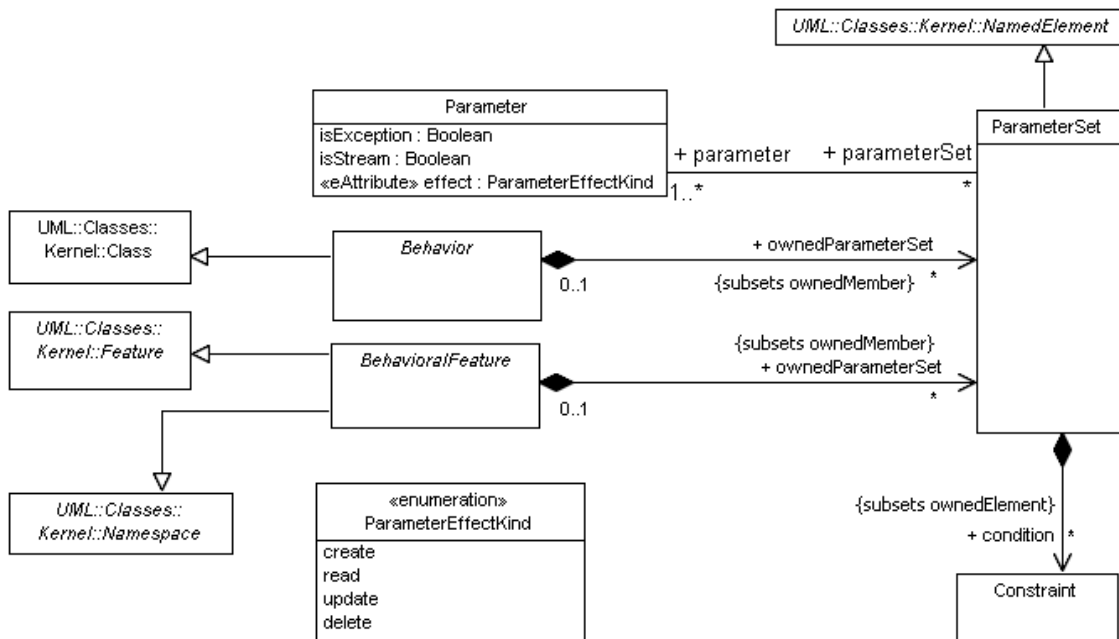 UML::Classes::Kernel::NamedElement
Parameter
isException : Boolean
isStream : Boolean
«eAttribute» effect : ParameterEffectKind
+ parameter
1..*
+ parameterSet
*
ParameterSet
UML::Classes::
Kernel::Class
Behavior
0..1
+ ownedParameterSet
{subsets ownedMember}
*
UML::Classes::
Kernel::Feature
BehavioralFeature
0..1
{subsets ownedMember}
+ ownedParameterSet
*
UML::Classes::
Kernel::Namespace
«enumeration»
ParameterEffectKind
create
read
update
delete
{subsets ownedElement}
+ condition
*
Constraint